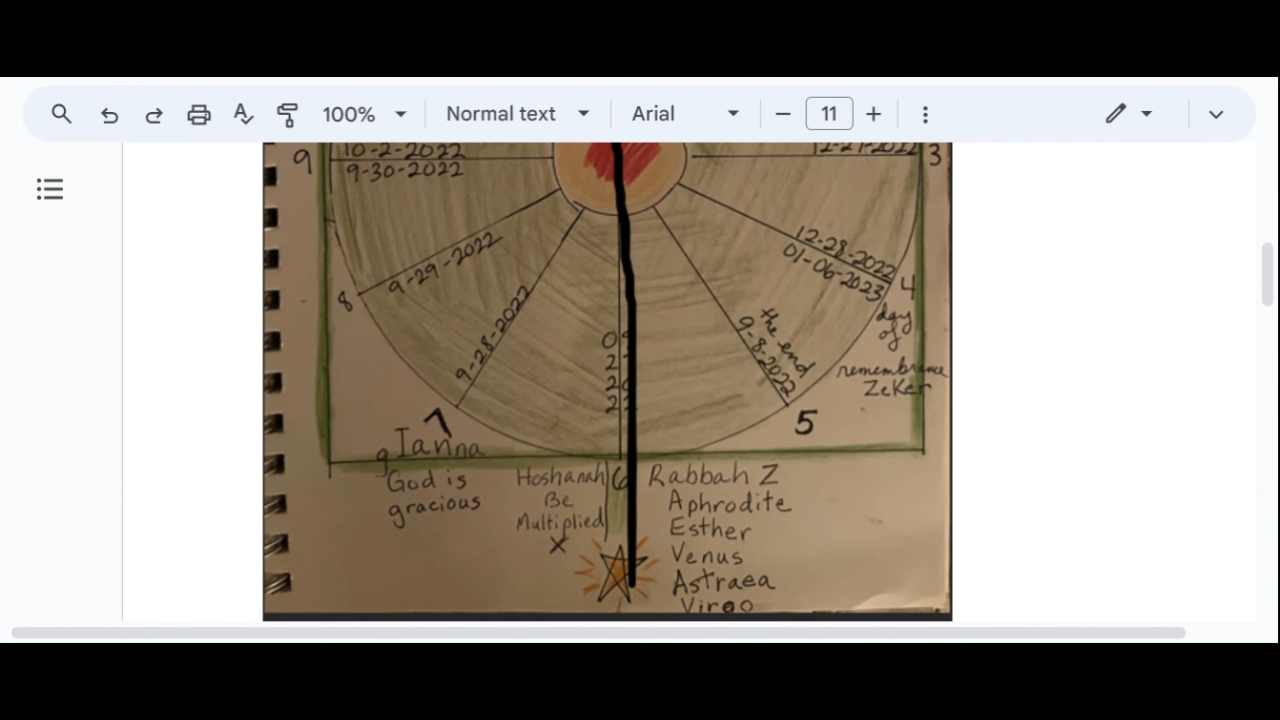 100% Normal text Arial 11
9 10-2-2022 12-27-2022 3
9-30-2022
8 9-29-2022
9-28-2022
12-28-2022
01-06-2023 4
day
of
remembrance
Zeker
the end
9-8-2022
5
7
Ianna
God is
gracious
Hoshanah 6 Rabbah Z
Be
Multiplied
X
Aphrodite
Esther
Venus
Astraea
Virgo